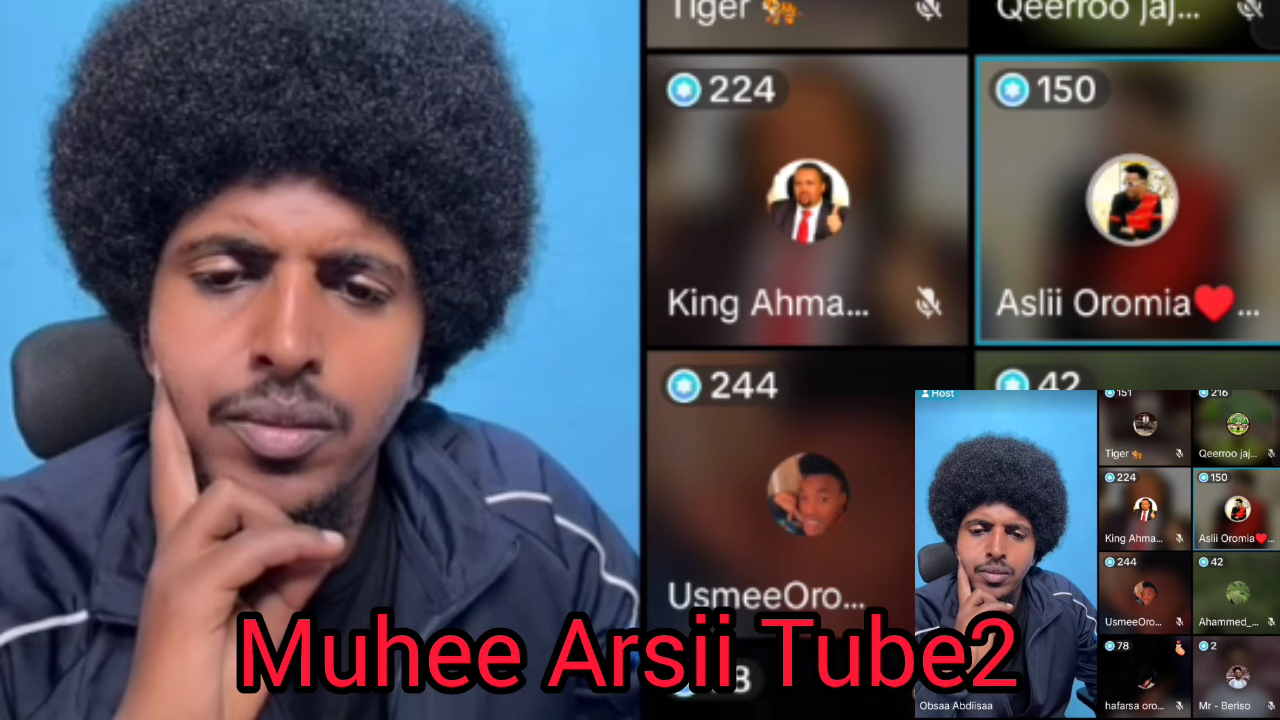 Tiger
Qeerroo jaj...
224
150
King Ahma...
Aslii Oromia❤️...
244
42
UsmeeOro...
Muhee Arsii Tube2
Host
151
216
Tiger
Qeerroo jaj...
224
150
King Ahma...
Aslii Oromia❤️...
244
42
UsmeeOro...
Ahammed_...
78
2
Obsaa Abdiisaa
hafarsa oro...
Mr - Beriso